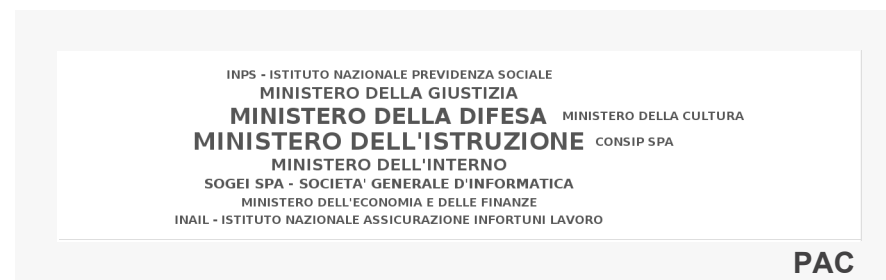 INPS - ISTITUTO NAZIONALE PREVIDENZA SOCIALE
MINISTERO DELLA GIUSTIZIA
MINISTERO DELLA DIFESA MINISTERO DELLA CULTURA
MINISTERO DELL'ISTRUZIONE CONSIP SPA
MINISTERO DELL'INTERNO
SOGEI SPA - SOCIETA' GENERALE D'INFORMATICA
MINISTERO DELL'ECONOMIA E DELLE FINANZE
INAIL - ISTITUTO NAZIONALE ASSICURAZIONE INFORTUNI LAVORO
PAC